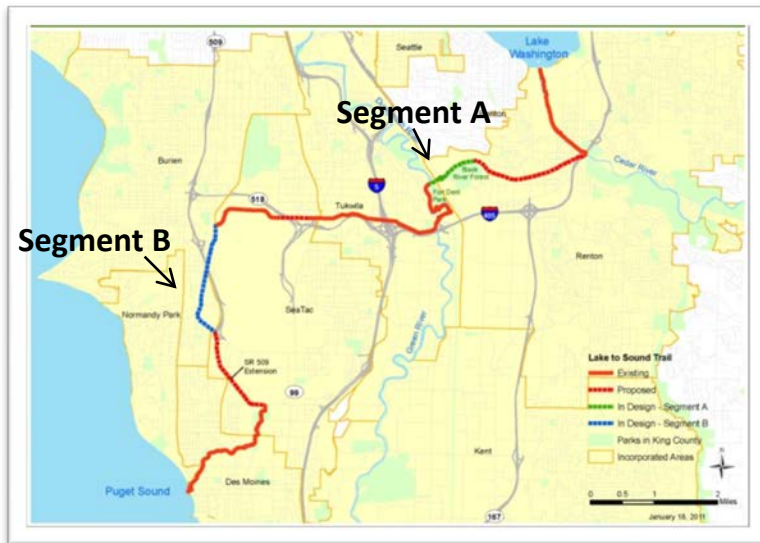 Lake
Washington
Seattle
509
Segment A
Burien
Cedar River
Black
River Forest
Fort Dent
Park
5
518
Tukwila
405
Segment B
Renton
Normandy Park
SeaTac
Green River
SR 509
Extension
99
Lake to Sound Trail
Existing
Proposed
In Design - Segment A
In Design - Segment B
Parks in King County
Incorporated Areas
Kent
N
Puget Sound
Des Moines
0 0.5 1 2
Miles
167
January 18, 2011